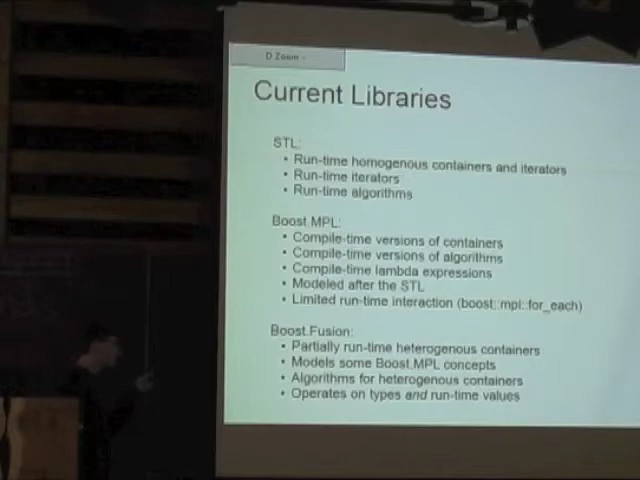 D Zoom -
Current Libraries
STL:
• Run-time homogenous containers and iterators
• Run-time iterators
• Run-time algorithms
Boost.MPL:
• Compile-time versions of containers
• Compile-time versions of algorithms
• Compile-time lambda expressions
• Modeled after the STL
• Limited run-time interaction (boost::mpl::for_each)
Boost.Fusion:
• Partially run-time heterogenous containers
• Models some Boost.MPL concepts
• Algorithms for heterogenous containers
• Operates on types and run-time values